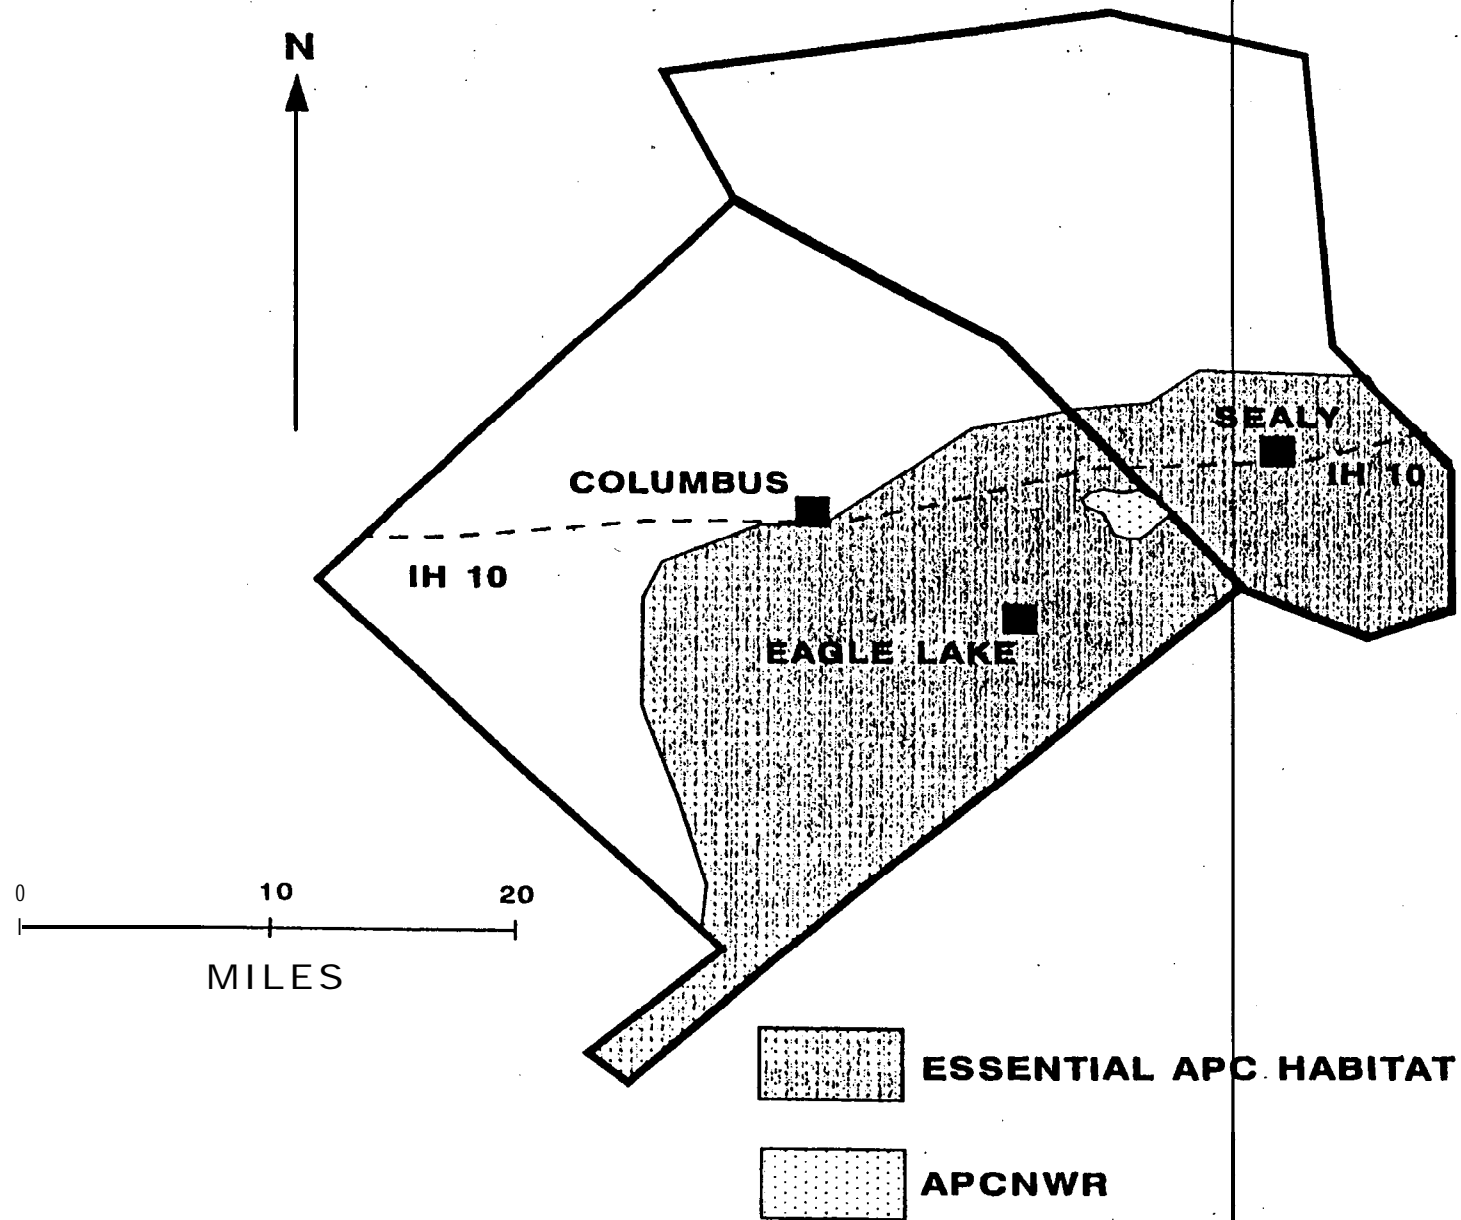 N
SEALY
COLUMBUS
IH 10
IH 10
EAGLE LAKE
0 10 20
MILES
ESSENTIAL APC HABITAT
APCNWR